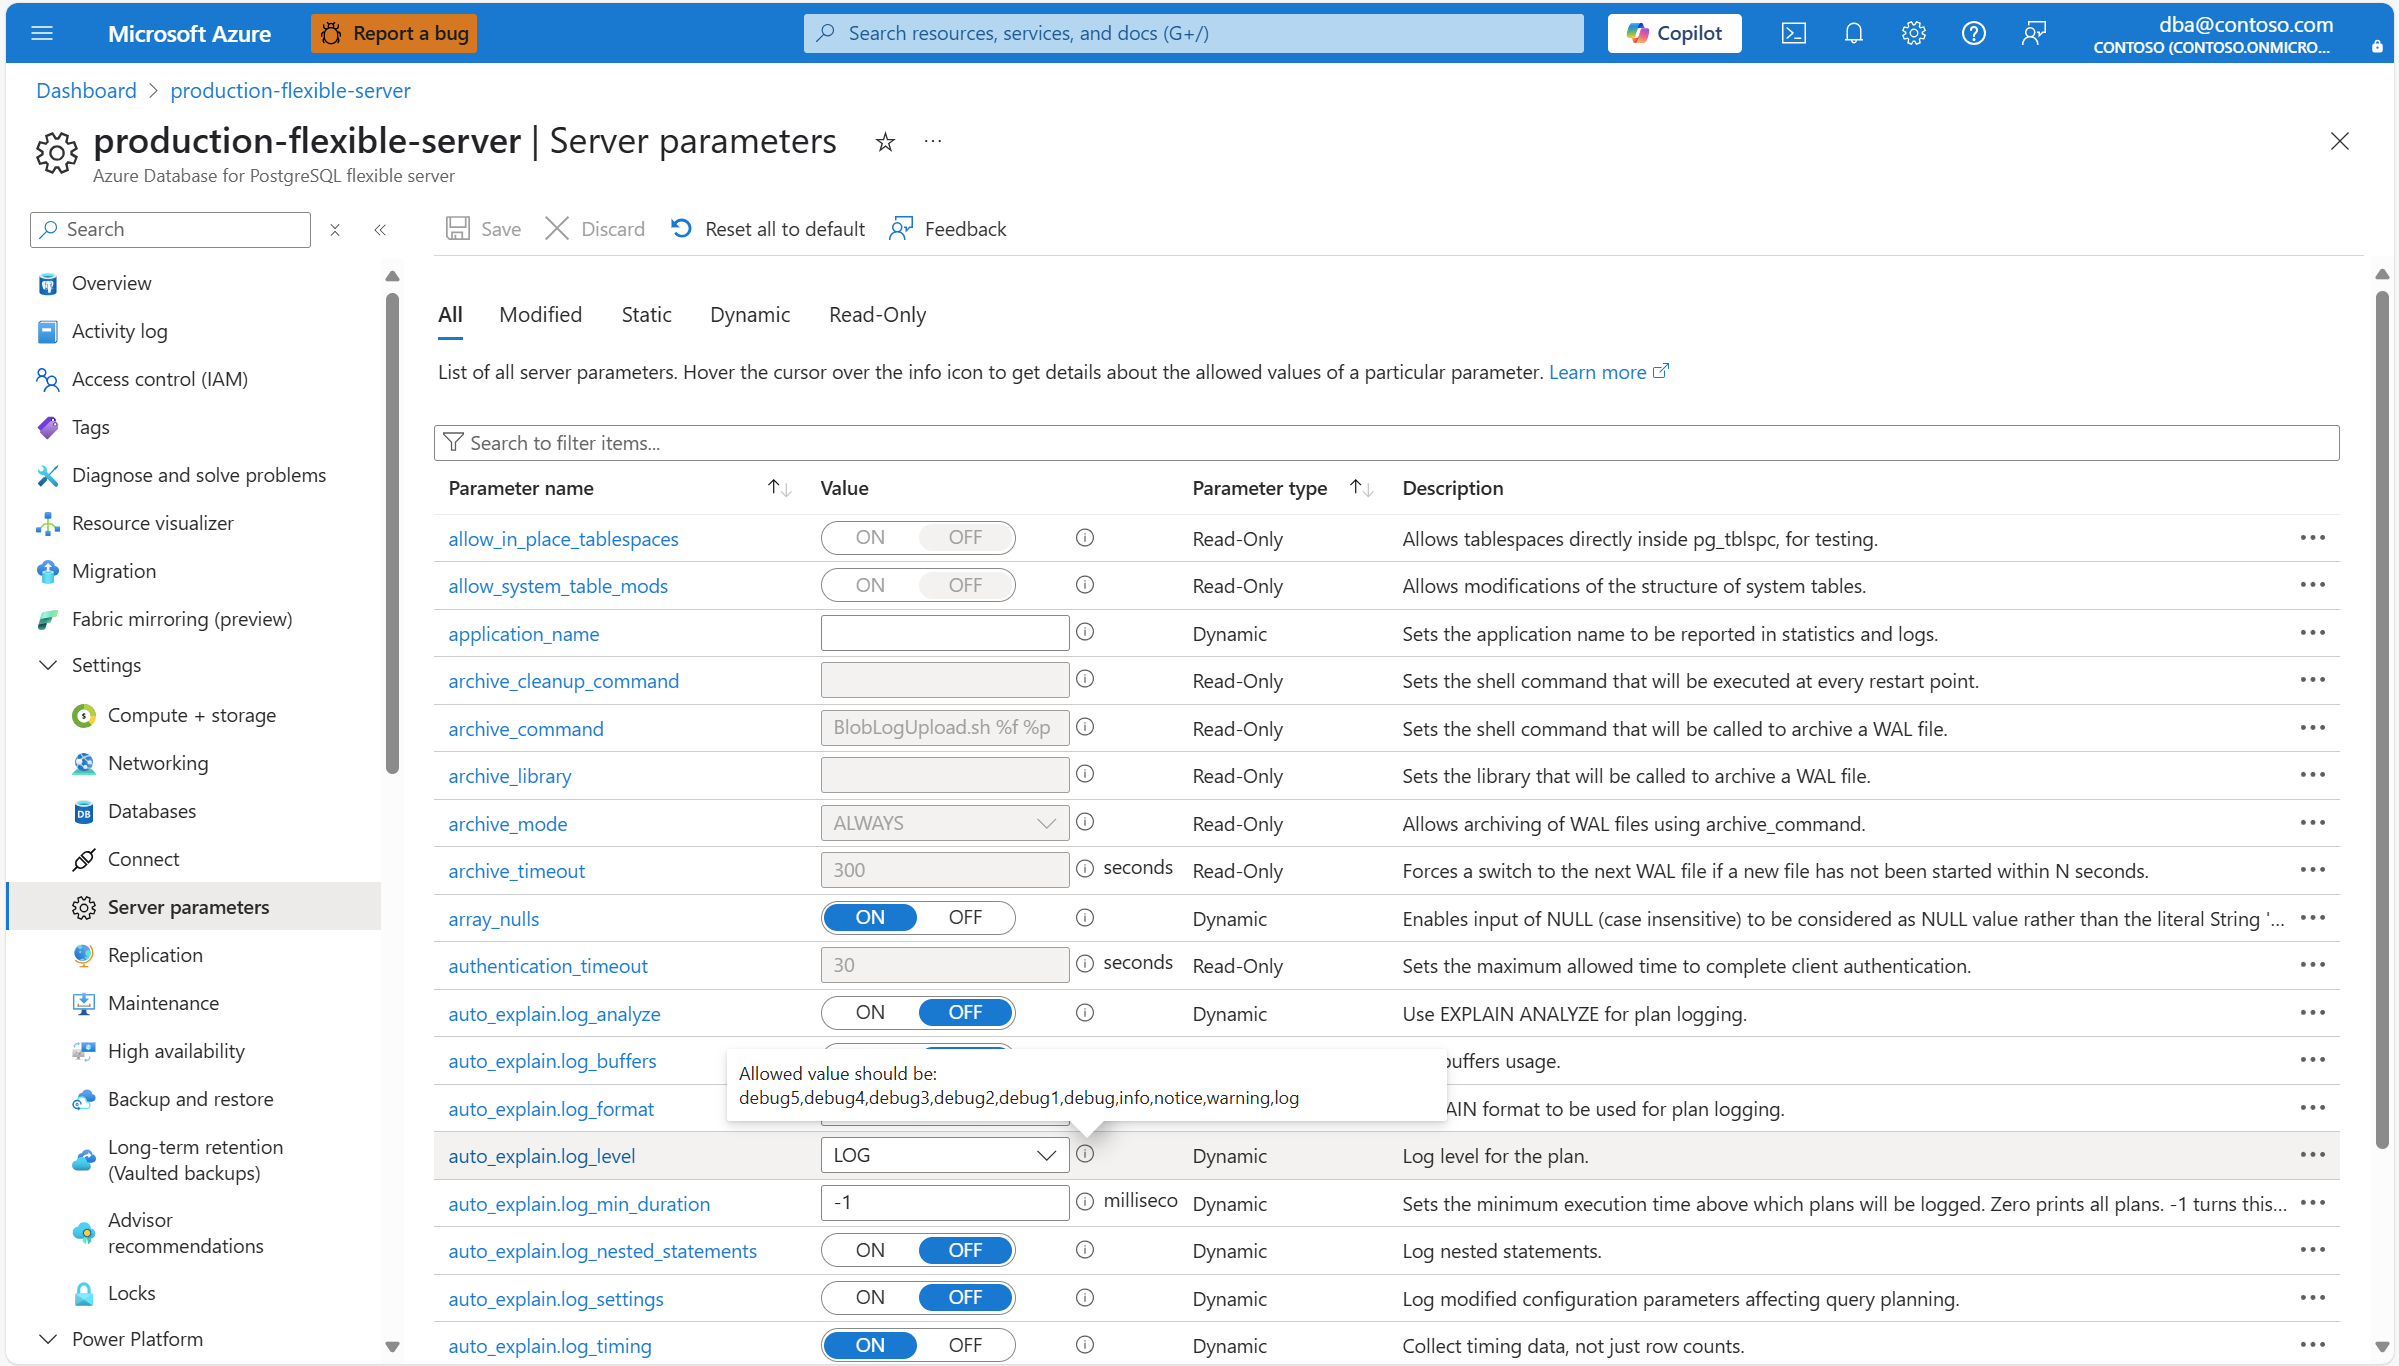 Microsoft Azure
Report a bug
Search resources, services, and docs (G+/)
Copilot
dba@contoso.com
CONTOSO (CONTOSO.ONMICRO...
Dashboard > production-flexible-server
production-flexible-server | Server parameters
Azure Database for PostgreSQL flexible server
Search
Save
Discard
Reset all to default
Feedback
Overview
Activity log
Access control (IAM)
Tags
Diagnose and solve problems
Resource visualizer
Migration
Fabric mirroring (preview)
Settings
Compute + storage
Networking
Databases
Connect
Server parameters
Replication
Maintenance
High availability
Backup and restore
Long-term retention
(Vaulted backups)
Advisor
recommendations
Locks
Power Platform
All Modified Static Dynamic Read-Only
List of all server parameters. Hover the cursor over the info icon to get details about the allowed values of a particular parameter. Learn more
Search to filter items...
Parameter name Value Parameter type Description
allow_in_place_tablespaces ON OFF Read-Only Allows tablespaces directly inside pg_tblspc, for testing.
allow_system_table_mods ON OFF Read-Only Allows modifications of the structure of system tables.
application_name Dynamic Sets the application name to be reported in statistics and logs.
archive_cleanup_command Read-Only Sets the shell command that will be executed at every restart point.
archive_command BlobLogUpload.sh %f %p Read-Only Sets the shell command that will be called to archive a WAL file.
archive_library Read-Only Sets the library that will be called to archive a WAL file.
archive_mode ALWAYS Read-Only Allows archiving of WAL files using archive_command.
archive_timeout 300 seconds Read-Only Forces a switch to the next WAL file if a new file has not been started within N seconds.
array_nulls ON OFF Dynamic Enables input of NULL (case insensitive) to be considered as NULL value rather than the literal String '...
authentication_timeout 30 seconds Read-Only Sets the maximum allowed time to complete client authentication.
auto_explain.log_analyze ON OFF Dynamic Use EXPLAIN ANALYZE for plan logging.
auto_explain.log_buffers uffers usage.
Allowed value should be:
debug5,debug4,debug3,debug2,debug1,debug,info,notice,warning,log
auto_explain.log_format AIN format to be used for plan logging.
auto_explain.log_level LOG Dynamic Log level for the plan.
auto_explain.log_min_duration -1 milliseco Dynamic Sets the minimum execution time above which plans will be logged. Zero prints all plans. -1 turns this...
auto_explain.log_nested_statements ON OFF Dynamic Log nested statements.
auto_explain.log_settings ON OFF Dynamic Log modified configuration parameters affecting query planning.
auto_explain.log_timing ON OFF Dynamic Collect timing data, not just row counts.